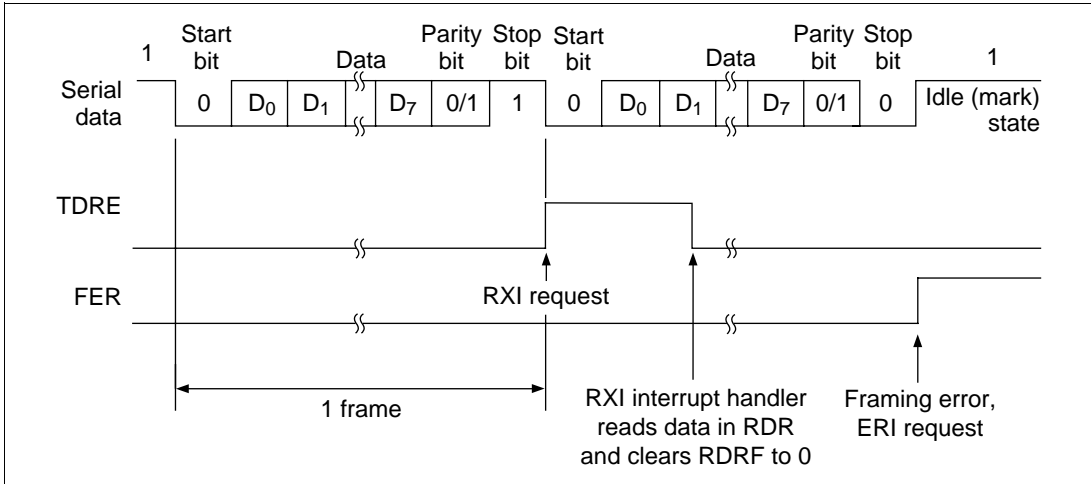 1 Start bit Data Parity bit Stop bit Start bit Data Parity bit Stop bit 1
Serial data 0 D0 D1 D7 0/1 1 0 D0 D1 D7 0/1 0 Idle (mark) state
TDRE
FER
RXI request
1 frame
RXI interrupt handler
reads data in RDR
and clears RDRF to 0
Framing error,
ERI request